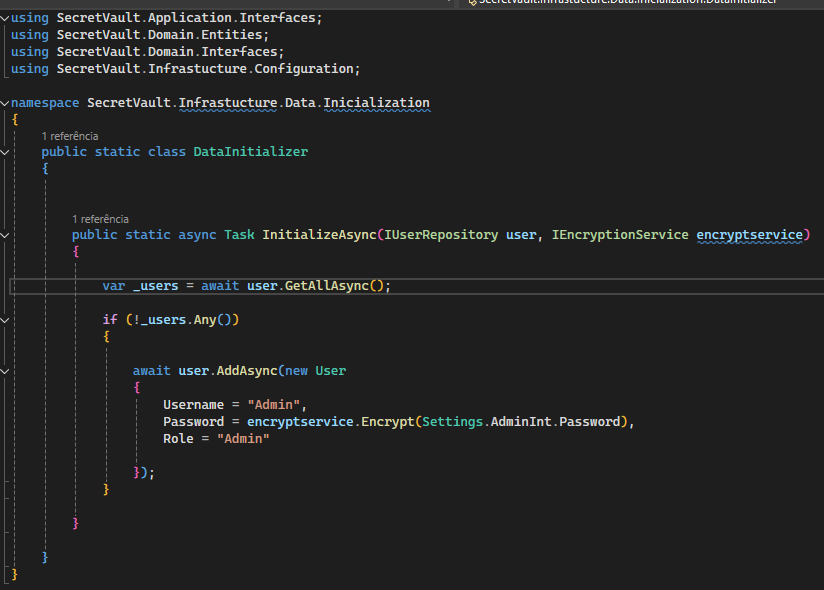 SecretVault.Infrastucture.Data.Inicialization.DataInitializer
using SecretVault.Application.Interfaces;
using SecretVault.Domain.Entities;
using SecretVault.Domain.Interfaces;
using SecretVault.Infrastucture.Configuration;
namespace SecretVault.Infrastucture.Data.Inicialization
{
1 referência
public static class DataInitializer
{
1 referência
public static async Task InitializeAsync(IUserRepository user, IEncryptionService encryptservice)
{
var _users = await user.GetAllAsync();
if (!_users.Any())
{
await user.AddAsync(new User
{
Username = "Admin",
Password = encryptservice.Encrypt(Settings.AdminInt.Password),
Role = "Admin"
});
}
}
}
}